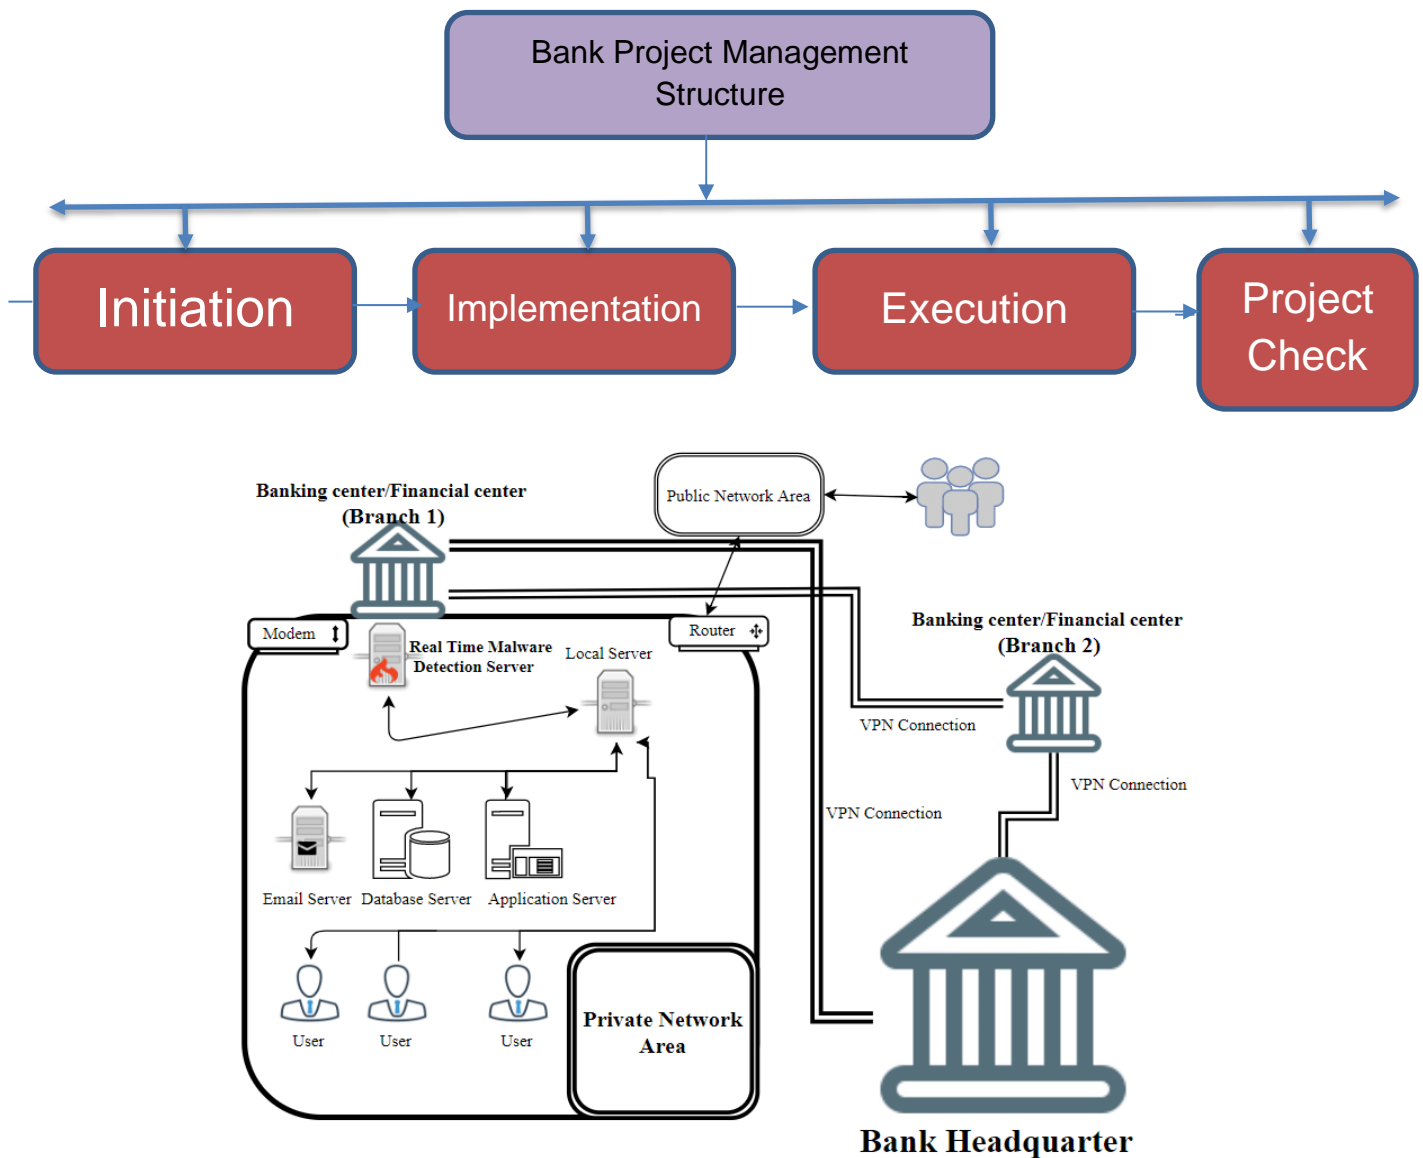 Bank Project Management
Structure
Initiation
Implementation
Execution
Project
Check
Banking center/Financial center
(Branch 1)
Public Network Area
Modem
Router
Real Time Malware
Detection Server
Local Server
Banking center/Financial center
(Branch 2)
VPN Connection
VPN Connection
VPN Connection
Email Server
Database Server
Application Server
User
User
User
Private Network
Area
Bank Headquarter